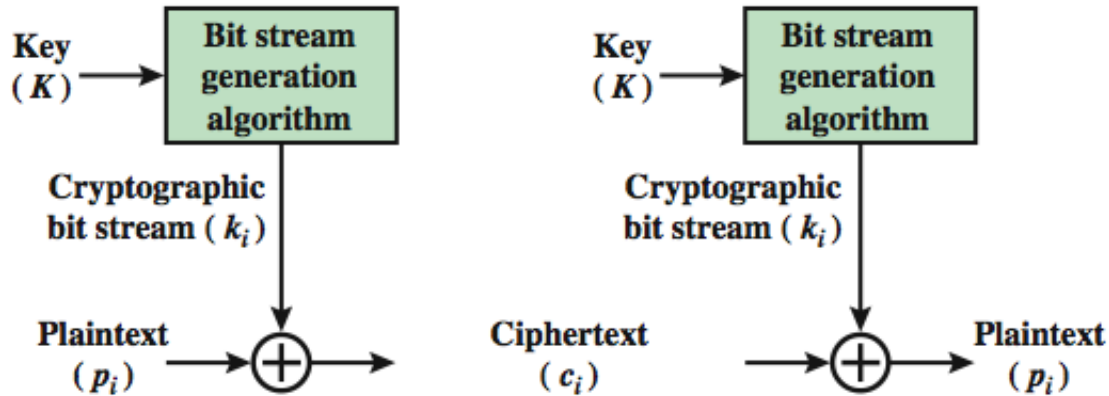 Key
( K )
Bit stream
generation
algorithm
Cryptographic
bit stream ( ki )
Plaintext
( pi )
Ciphertext
( ci )
Key
( K )
Bit stream
generation
algorithm
Cryptographic
bit stream ( ki )
Plaintext
( pi )